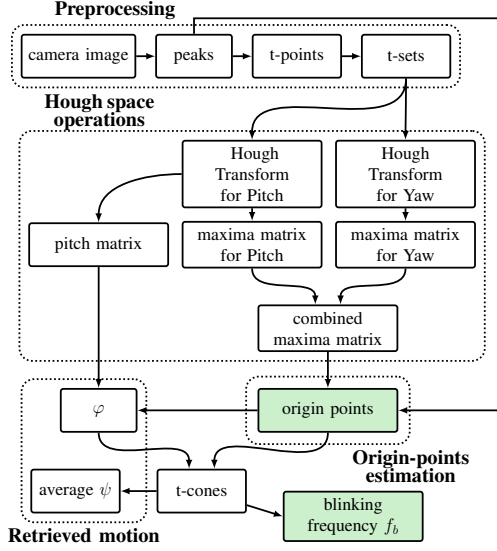 Preprocessing
camera image
peaks
t-points
t-sets
Hough space
operations
Hough
Transform
for Pitch
Hough
Transform
for Yaw
pitch matrix
maxima matrix
for Pitch
maxima matrix
for Yaw
combined
maxima matrix
φ
origin points
Origin-points
estimation
average ψ
t-cones
blinking
frequency f_b
Retrieved motion